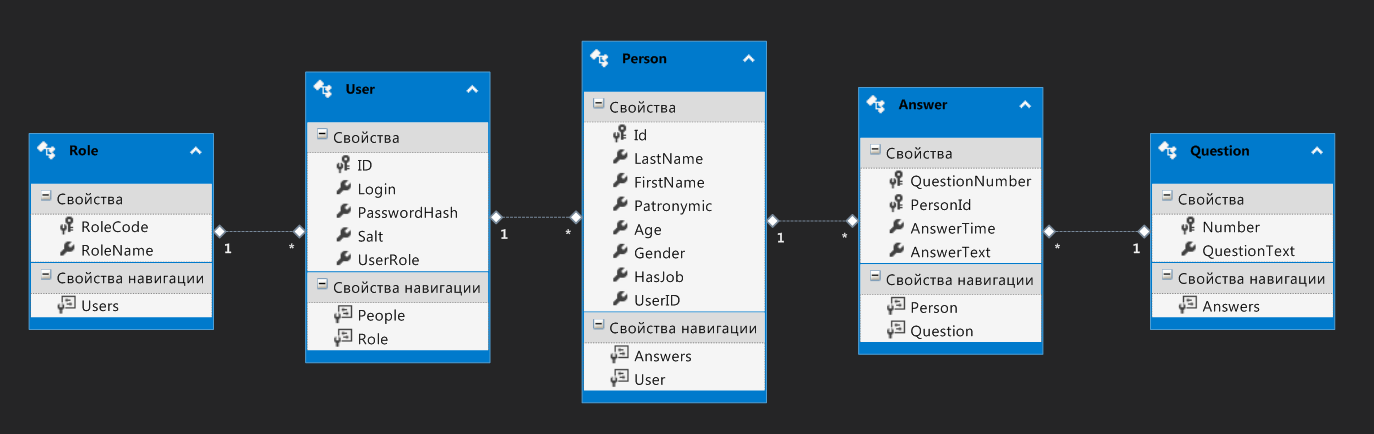 Role
Свойства
RoleCode
RoleName
Свойства навигации
Users
1
*
User
Свойства
ID
Login
PasswordHash
Salt
UserRole
Свойства навигации
People
Role
1
*
Person
Свойства
Id
LastName
FirstName
Patronymic
Age
Gender
HasJob
UserID
Свойства навигации
Answers
User
1
*
Answer
Свойства
QuestionNumber
PersonId
AnswerTime
AnswerText
Свойства навигации
Person
Question
*
1
Question
Свойства
Number
QuestionText
Свойства навигации
Answers